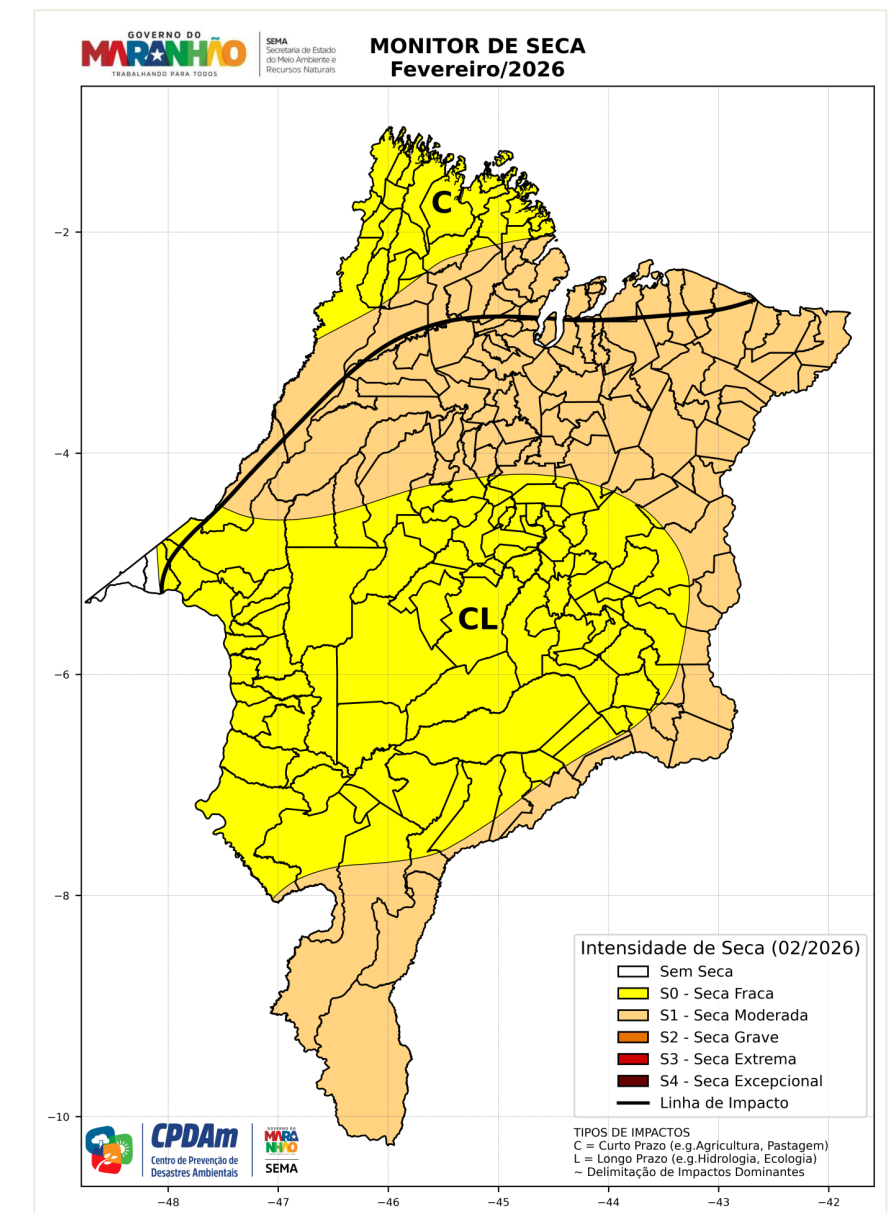 GOVERNO DO
MARANHÃO
TRABALHANDO PARA TODOS
SEMA
Secretaria de Estado
do Meio Ambiente e
Recursos Naturais
MONITOR DE SECA
Fevereiro/2026
C
CL
−2
−4
−6
−8
−10
Intensidade de Seca (02/2026)
Sem Seca
S0 - Seca Fraca
S1 - Seca Moderada
S2 - Seca Grave
S3 - Seca Extrema
S4 - Seca Excepcional
Linha de Impacto
CPDAm
Centro de Prevenção de
Desastres Ambientais
GOVERNO DO
MARANHÃO
SEMA
TIPOS DE IMPACTOS
C = Curto Prazo (e.g.Agricultura, Pastagem)
L = Longo Prazo (e.g.Hidrologia, Ecologia)
~ Delimitação de Impactos Dominantes
−48 −47 −46 −45 −44 −43 −42